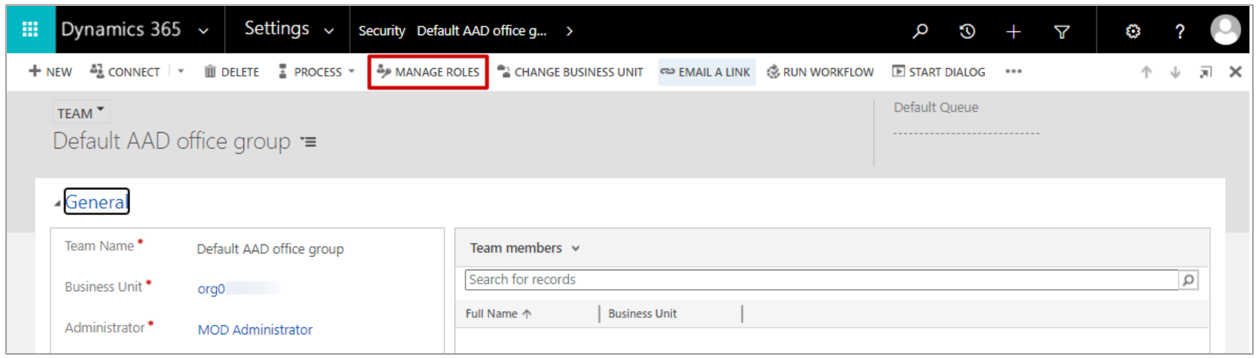 Dynamics 365 Settings Security Default AAD office g... >
+ NEW CONNECT DELETE PROCESS MANAGE ROLES CHANGE BUSINESS UNIT EMAIL A LINK RUN WORKFLOW START DIALOG •••
TEAM
Default AAD office group
Default Queue
General
Team Name *
Default AAD office group
Business Unit *
org0
Administrator *
MOD Administrator
Team members
Search for records
Full Name ↑ Business Unit